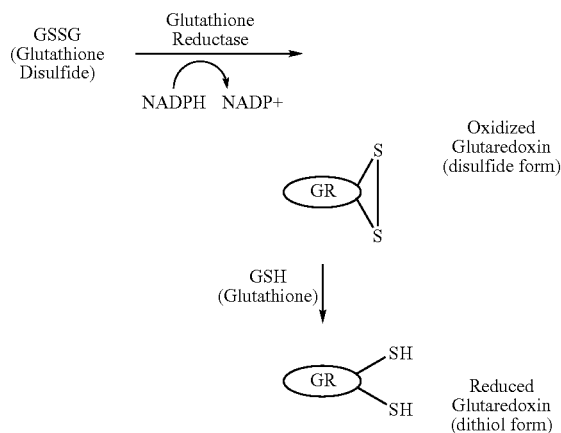 GSSG
(Glutathione
Disulfide)
Glutathione
Reductase
NADPH NADP+
Oxidized
Glutaredoxin
(disulfide form)
S
GR
S
GSH
(Glutathione)
SH
GR
SH
Reduced
Glutaredoxin
(dithiol form)